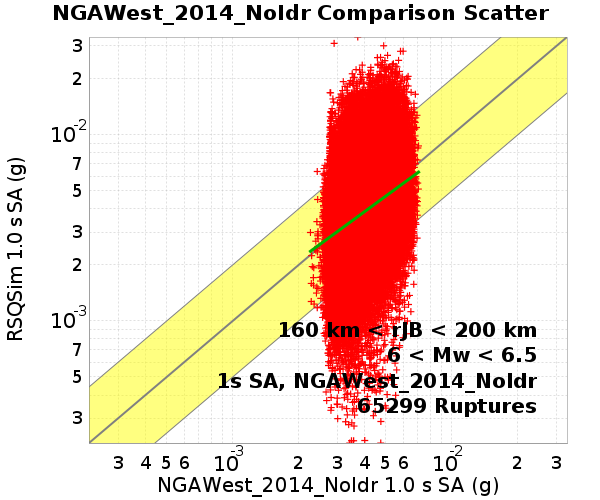 NGAWest_2014_NoIdr Comparison Scatter
RSQSim 1.0 s SA (g)
3
2
10-2
7
5
3
2
10-3
7
5
3
160 km < rJB < 200 km
6 < Mw < 6.5
1s SA, NGAWest_2014_NoIdr
65299 Ruptures
3 4 5 6 10-3 2 3 4 5 6 10-2 2 3
NGAWest_2014_NoIdr 1.0 s SA (g)